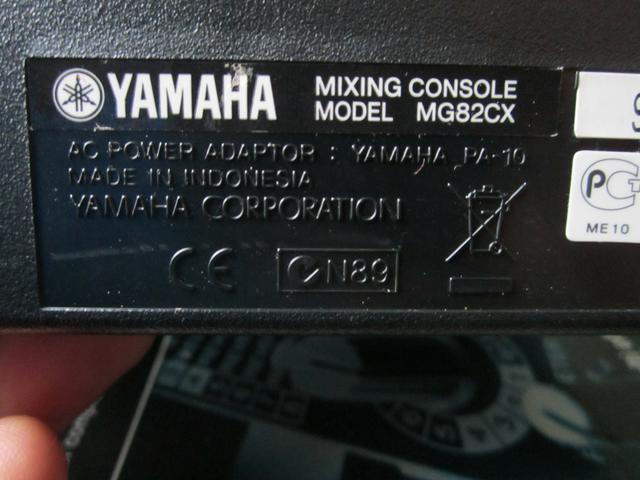 YAMAHA
MIXING CONSOLE
MODEL MG82CX
AC POWER ADAPTOR : YAMAHA PA-10
MADE IN INDONESIA
YAMAHA CORPORATION
CE
N89
PC
ME10